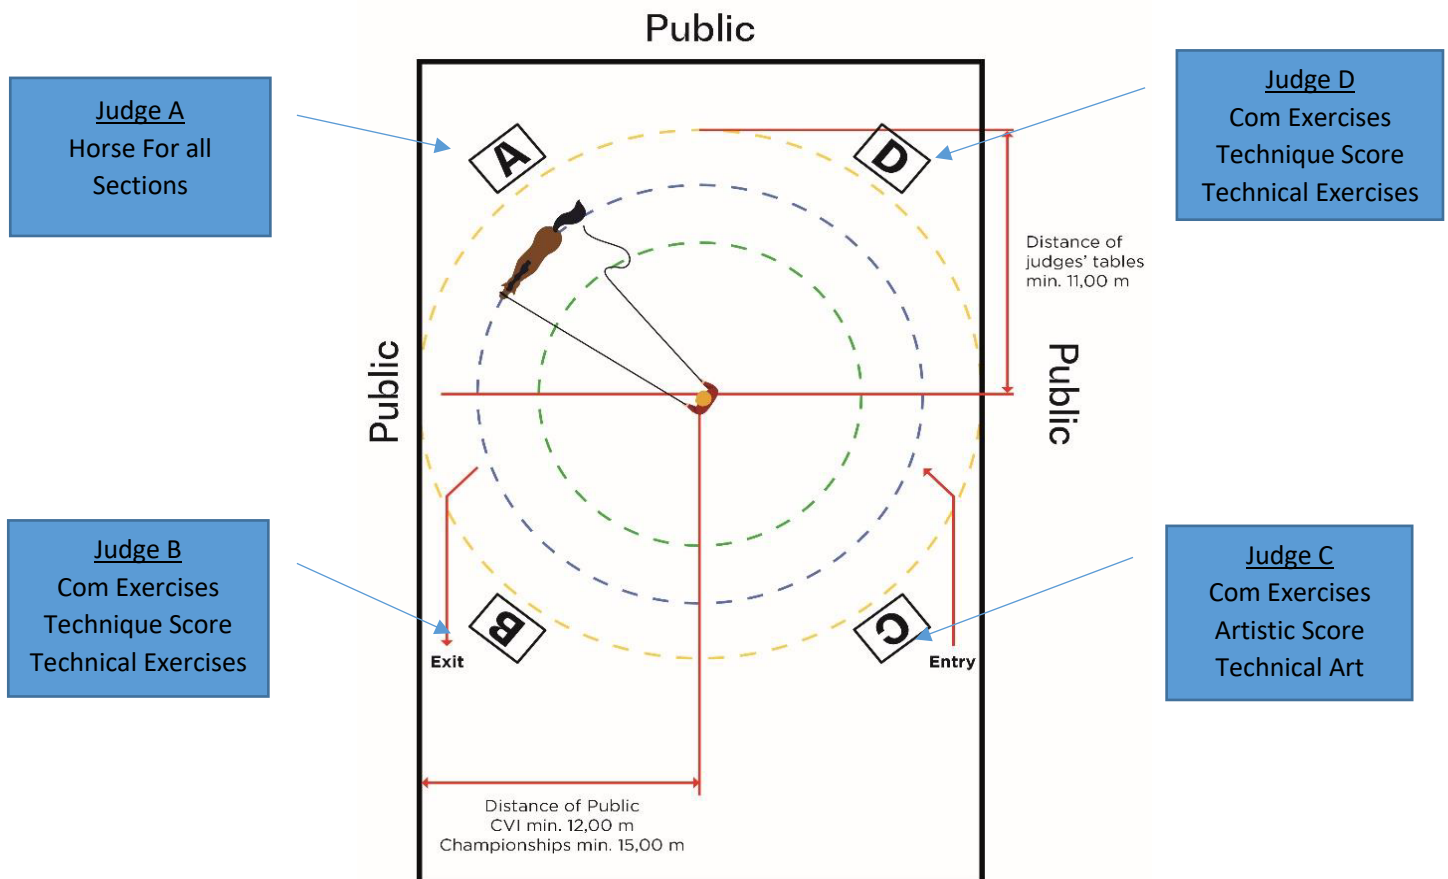 Public
Judge A
Horse For all
Sections
Judge D
Com Exercises
Technique Score
Technical Exercises
A
D
Distance of
judges' tables
min. 11,00 m
Public
Public
Judge B
Com Exercises
Technique Score
Technical Exercises
Judge C
Com Exercises
Artistic Score
Technical Art
B
C
Exit
Entry
Distance of Public
CVI min. 12,00 m
Championships min. 15,00 m